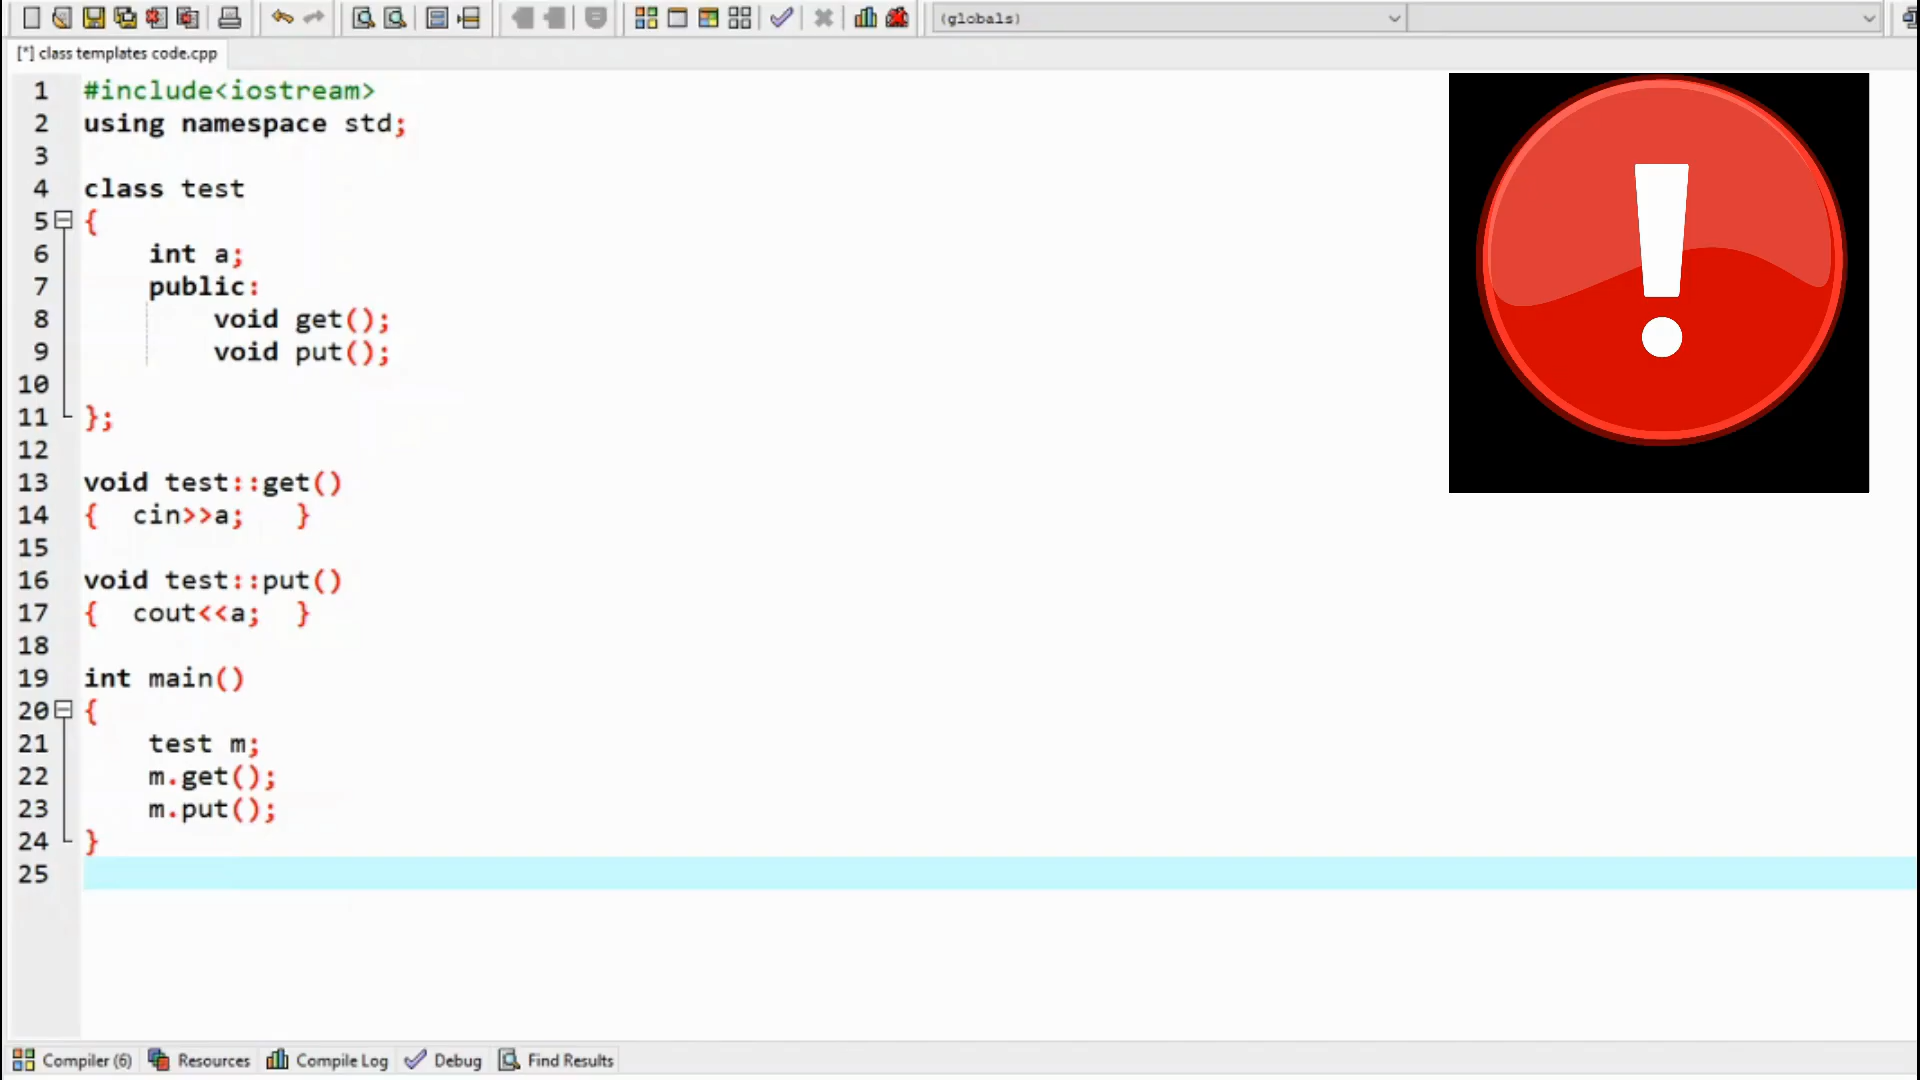 (globals)
[*] class templates code.cpp
1 #include<iostream>
2 using namespace std;
3
4 class test
5 {
6 int a;
7 public:
8 void get();
9 void put();
10
11 };
12
13 void test::get()
14 { cin>>a; }
15
16 void test::put()
17 { cout<<a; }
18
19 int main()
20 {
21 test m;
22 m.get();
23 m.put();
24 }
25
Compiler (6) Resources Compile Log Debug Find Results